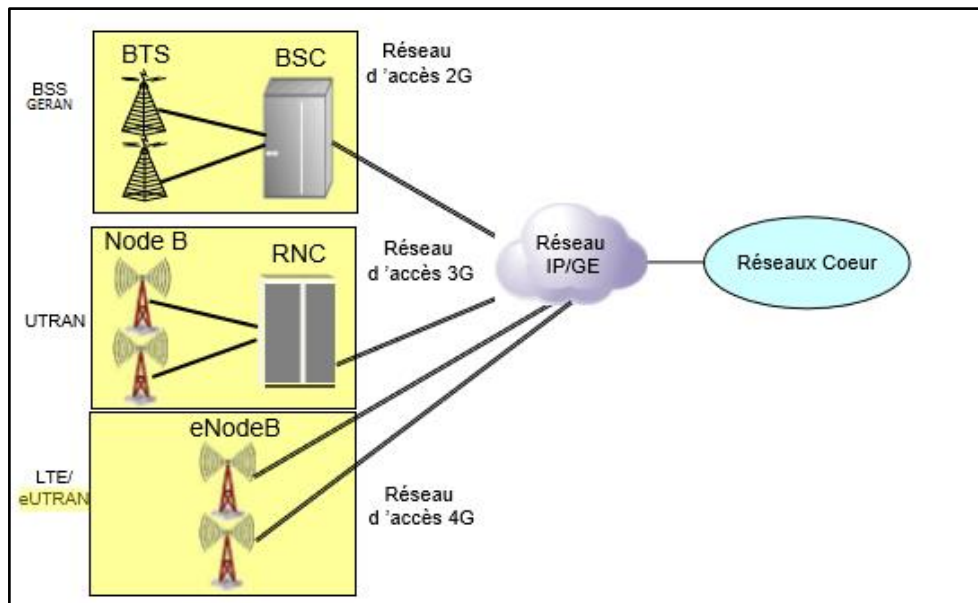 BTS
BSC
BSS
GERAN
Réseau
d 'accès 2G
Node B
RNC
UTRAN
Réseau
d 'accès 3G
eNodeB
LTE/
eUTRAN
Réseau
d 'accès 4G
Réseau
IP/GE
Réseaux Coeur